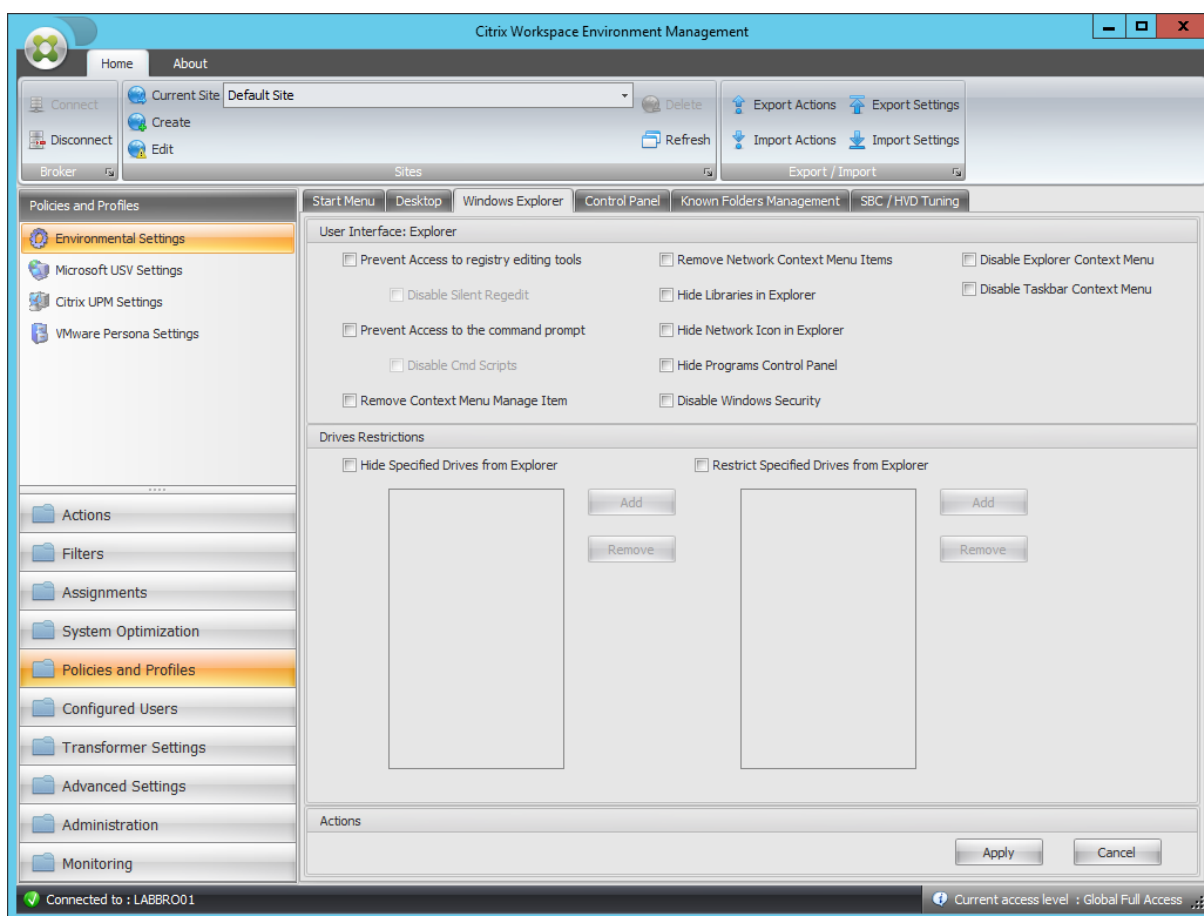 Citrix Workspace Environment Management
Home About
Connect
Disconnect
Broker
Current Site Default Site
Create
Edit
Delete
Refresh
Sites
Export Actions Export Settings
Import Actions Import Settings
Export / Import
Policies and Profiles
Environmental Settings
Microsoft USV Settings
Citrix UPM Settings
VMware Persona Settings
Actions
Filters
Assignments
System Optimization
Policies and Profiles
Configured Users
Transformer Settings
Advanced Settings
Administration
Monitoring
Start Menu Desktop Windows Explorer Control Panel Known Folders Management SBC / HVD Tuning
User Interface: Explorer
Prevent Access to registry editing tools
Disable Silent Regedit
Prevent Access to the command prompt
Disable Cmd Scripts
Remove Context Menu Manage Item
Remove Network Context Menu Items
Hide Libraries in Explorer
Hide Network Icon in Explorer
Hide Programs Control Panel
Disable Windows Security
Disable Explorer Context Menu
Disable Taskbar Context Menu
Drives Restrictions
Hide Specified Drives from Explorer
Add
Remove
Restrict Specified Drives from Explorer
Add
Remove
Actions
Apply Cancel
Connected to : LABBRO01
Current access level : Global Full Access